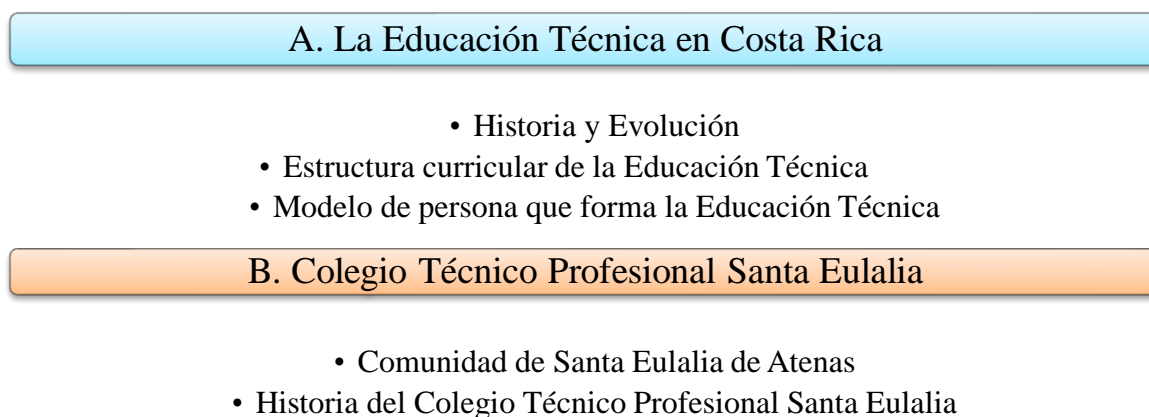 A. La Educación Técnica en Costa Rica
• Historia y Evolución
• Estructura curricular de la Educación Técnica
• Modelo de persona que forma la Educación Técnica
B. Colegio Técnico Profesional Santa Eulalia
• Comunidad de Santa Eulalia de Atenas
• Historia del Colegio Técnico Profesional Santa Eulalia